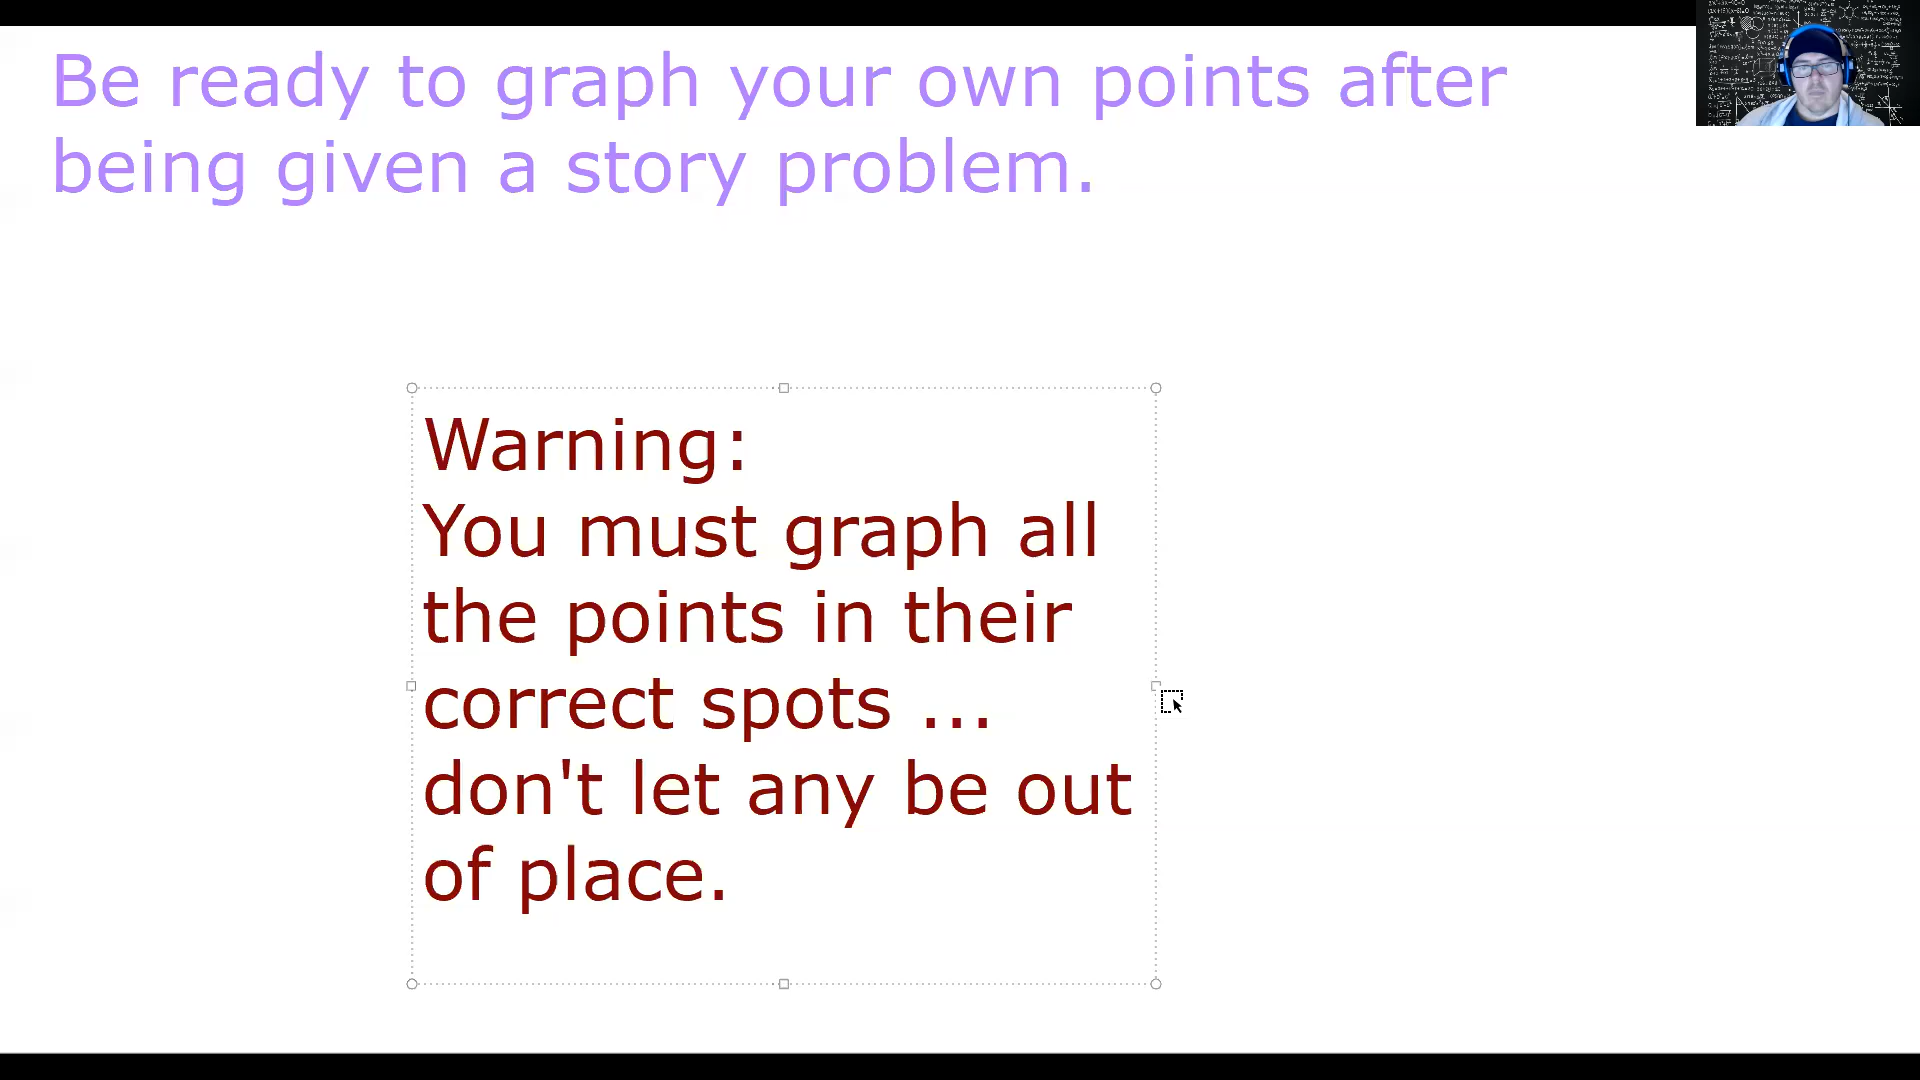 Be ready to graph your own points after
being given a story problem.
Warning:
You must graph all
the points in their
correct spots ...
don't let any be out
of place.